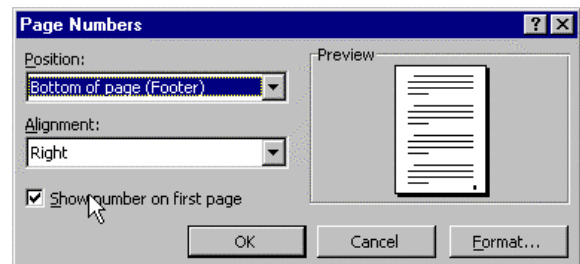 Page Numbers
Position:
Bottom of page (Footer)
Alignment:
Right
Show number on first page
Preview
OK
Cancel
Format...